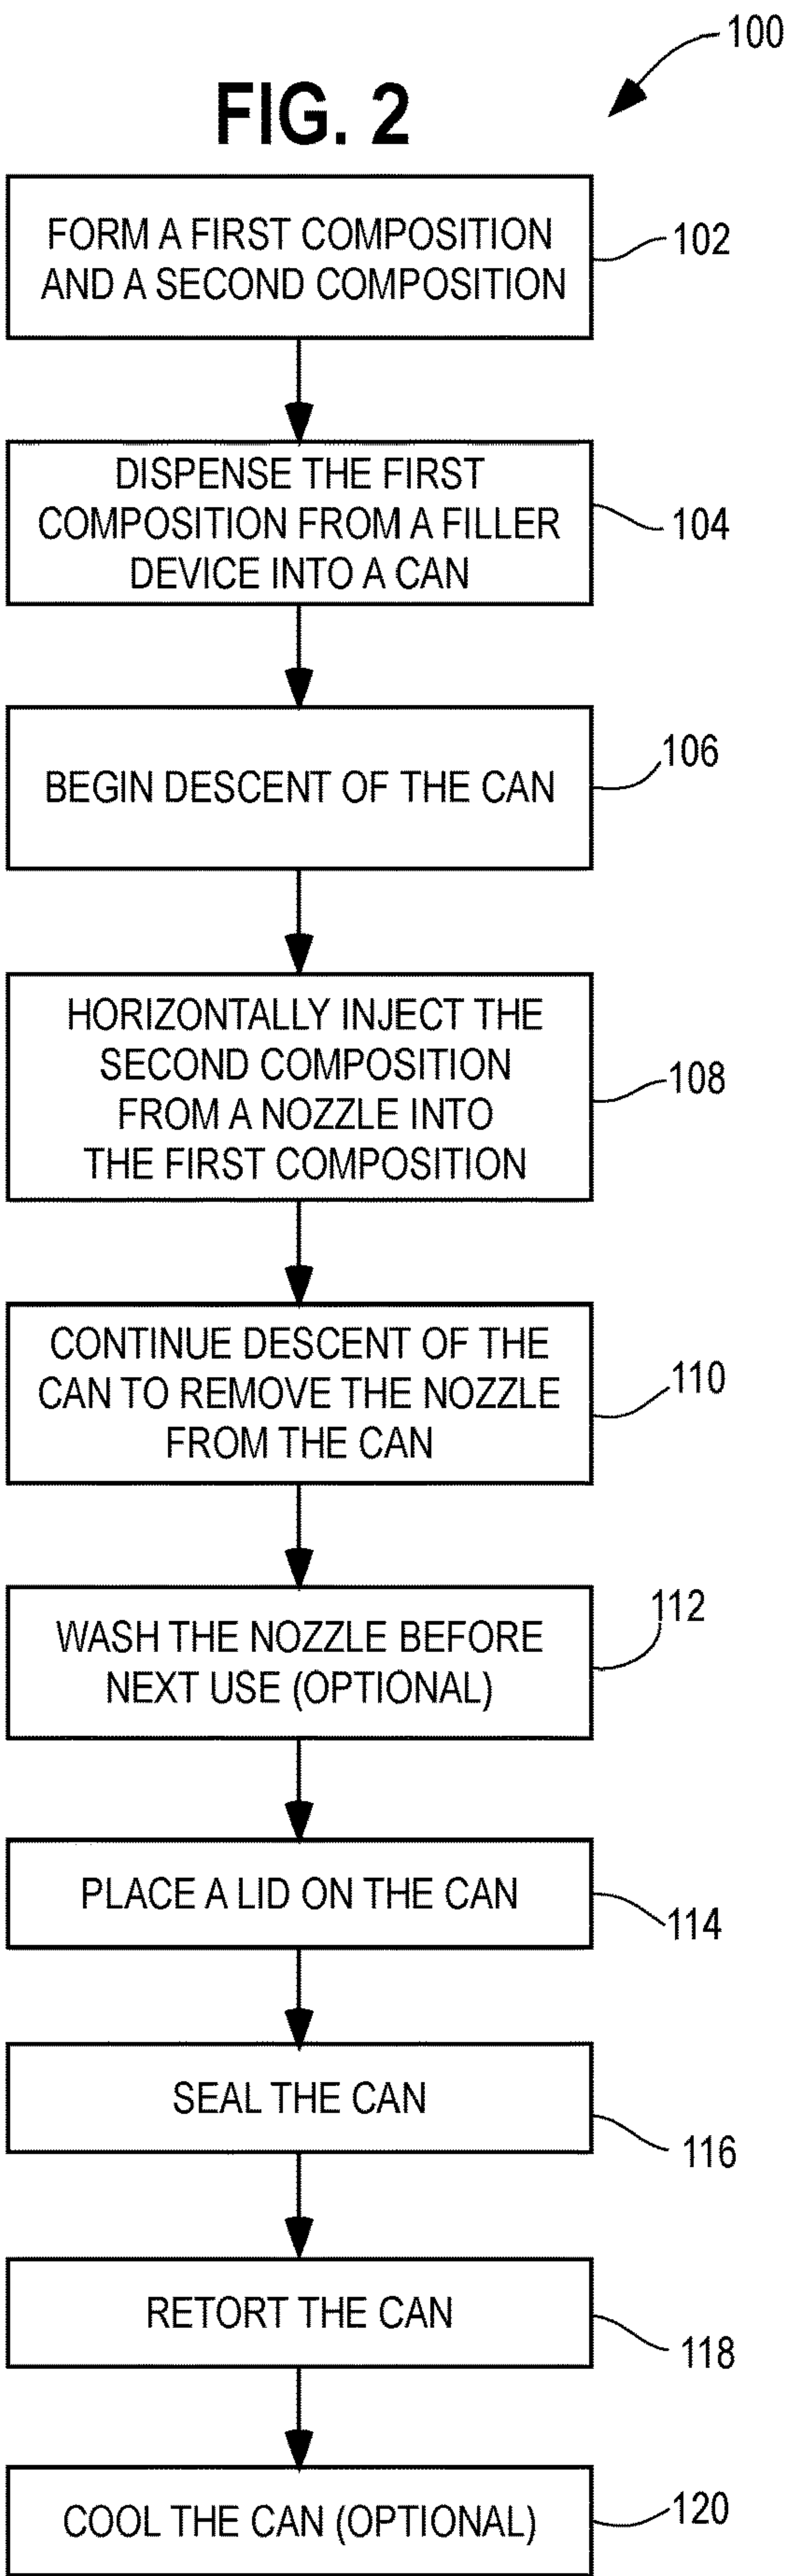 100
FIG. 2
FORM A FIRST COMPOSITION
AND A SECOND COMPOSITION
102
DISPENSE THE FIRST
COMPOSITION FROM A FILLER
DEVICE INTO A CAN
104
BEGIN DESCENT OF THE CAN
106
HORIZONTALLY INJECT THE
SECOND COMPOSITION
FROM A NOZZLE INTO
THE FIRST COMPOSITION
108
CONTINUE DESCENT OF THE
CAN TO REMOVE THE NOZZLE
FROM THE CAN
110
WASH THE NOZZLE BEFORE
NEXT USE (OPTIONAL)
112
PLACE A LID ON THE CAN
114
SEAL THE CAN
116
RETORT THE CAN
118
COOL THE CAN (OPTIONAL)
120